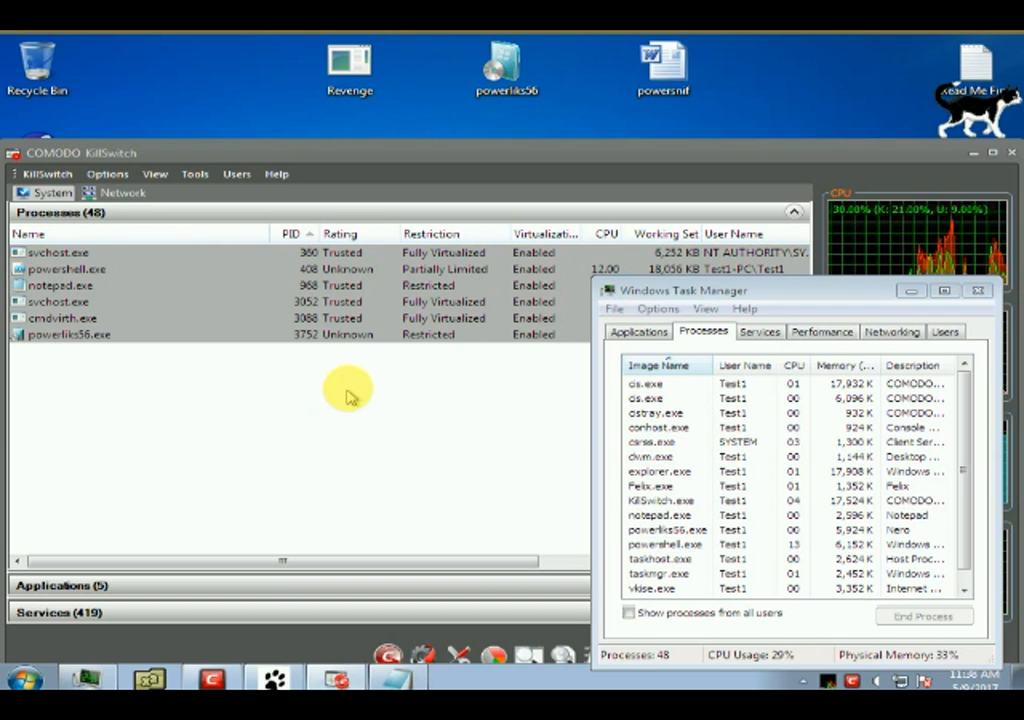 Recycle Bin
Revenge
powerliks56
powersnif
COMODO KillSwitch
KillSwitch Options View Tools Users Help
System Network
Processes (48)
Name PID Rating Restriction Virtualizati... CPU Working Set User Name
svchost.exe 360 Trusted Fully Virtualized Enabled 6,252 KB NT AUTHORITY\SY.
powershell.exe 408 Unknown Partially Limited Enabled 12.00 18,056 KB Test1-PC\Test1
notepad.exe 968 Trusted Restricted Enabled
svchost.exe 3052 Trusted Fully Virtualized Enabled
cmdvirth.exe 3088 Trusted Fully Virtualized Enabled
powerliks56.exe 3752 Unknown Restricted Enabled
Applications (5)
Services (419)
CPU
30.00% (K: 21.00%, U: 9.00%)
Windows Task Manager
File Options View Help
Applications Processes Services Performance Networking Users
Image Name User Name CPU Memory (... Description
cis.exe Test1 01 17,932 K COMODO...
cis.exe Test1 00 6,096 K COMODO...
cistray.exe Test1 00 932 K COMODO...
conhost.exe Test1 00 924 K Console ...
csrss.exe SYSTEM 03 1,300 K Client Ser...
dwm.exe Test1 00 1,144 K Desktop ...
explorer.exe Test1 01 17,908 K Windows ...
Felix.exe Test1 01 1,352 K Felix
KillSwitch.exe Test1 04 17,524 K COMODO...
notepad.exe Test1 00 2,596 K Notepad
powerliks56.exe Test1 00 5,924 K Nero
powershell.exe Test1 13 6,152 K Windows ...
taskhost.exe Test1 00 2,624 K Host Proc...
taskmgr.exe Test1 01 2,452 K Windows ...
vkise.exe Test1 00 3,352 K Internet ...
Show processes from all users
End Process
Processes: 48 CPU Usage: 29% Physical Memory: 33%
11:38 AM
5/9/2017